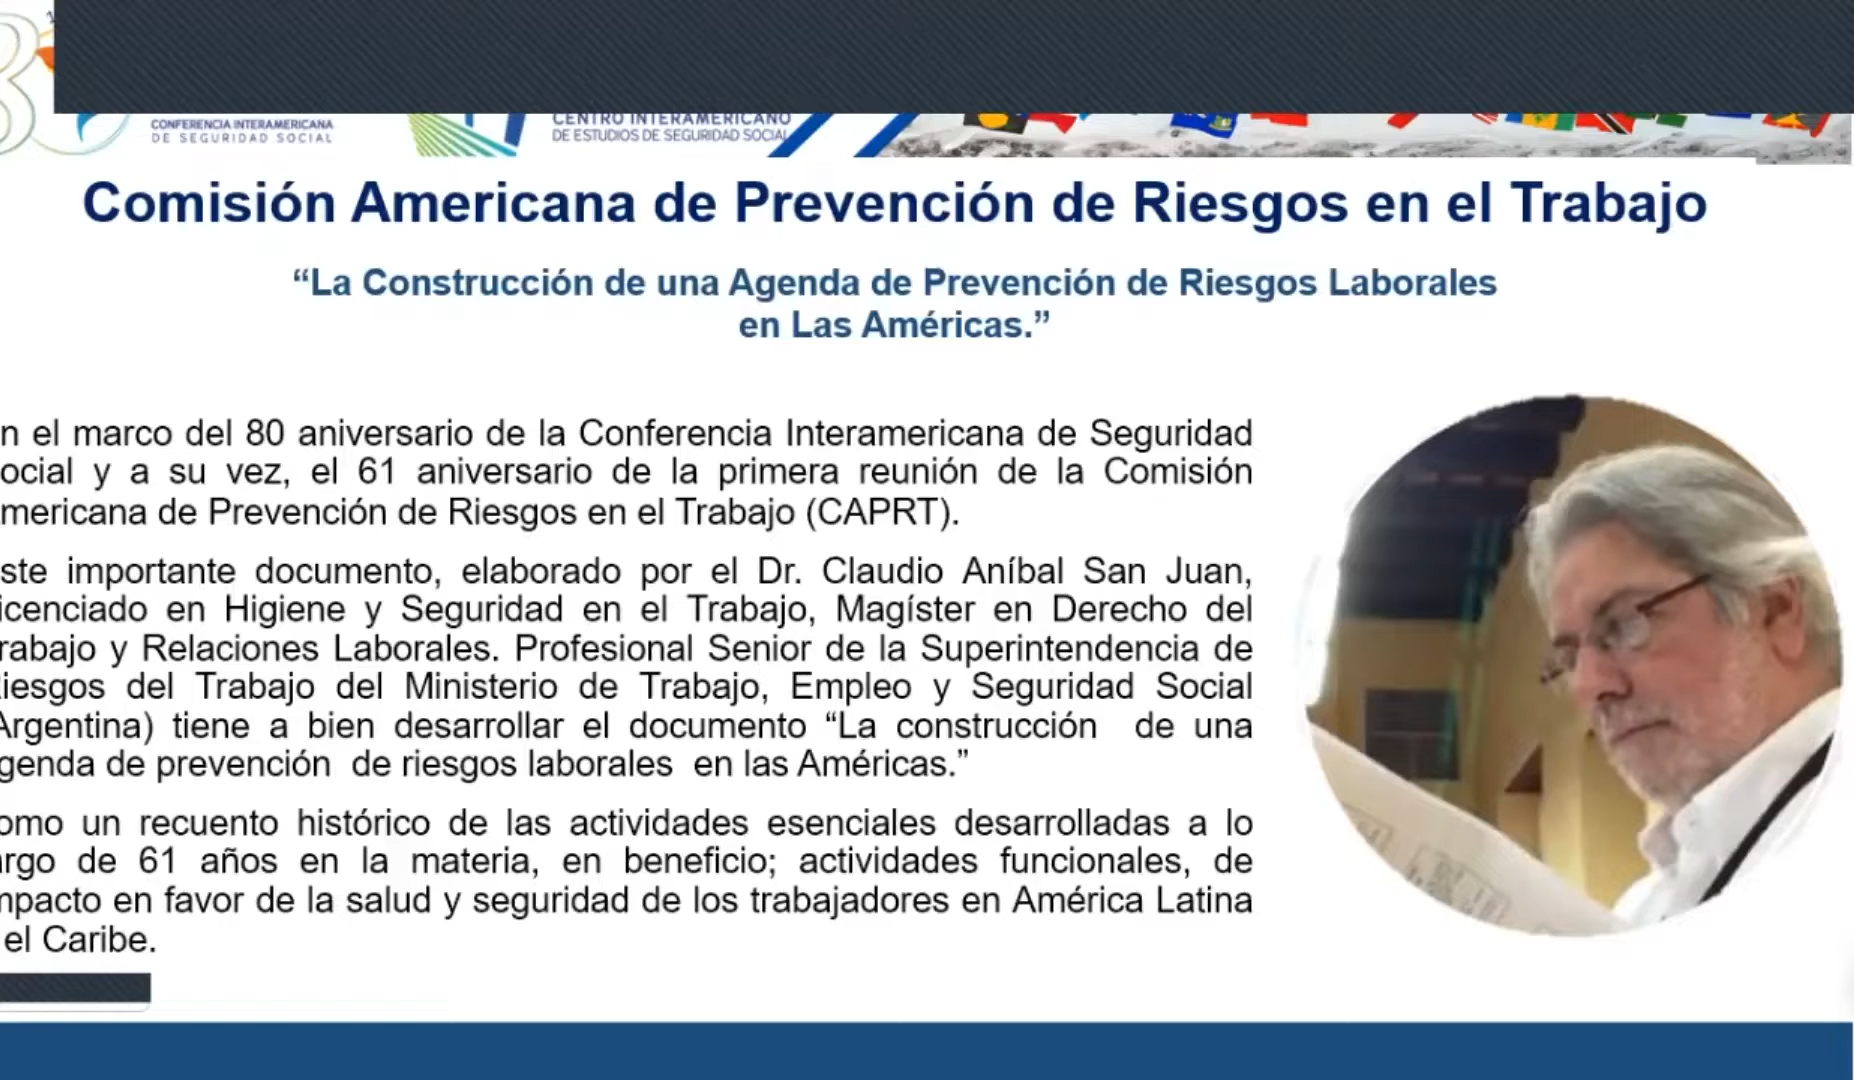 CONFERENCIA INTERAMERICANA
DE SEGURIDAD SOCIAL
CENTRO INTERAMERICANO
DE ESTUDIOS DE SEGURIDAD SOCIAL
Comisión Americana de Prevención de Riesgos en el Trabajo
“La Construcción de una Agenda de Prevención de Riesgos Laborales
en Las Américas.”
n el marco del 80 aniversario de la Conferencia Interamericana de Seguridad
ocial y a su vez, el 61 aniversario de la primera reunión de la Comisión
mericana de Prevención de Riesgos en el Trabajo (CAPRT).
ste importante documento, elaborado por el Dr. Claudio Aníbal San Juan,
icenciado en Higiene y Seguridad en el Trabajo, Magíster en Derecho del
rabajo y Relaciones Laborales. Profesional Senior de la Superintendencia de
iesgos del Trabajo del Ministerio de Trabajo, Empleo y Seguridad Social
Argentina) tiene a bien desarrollar el documento “La construcción de una
genda de prevención de riesgos laborales en las Américas.”
omo un recuento histórico de las actividades esenciales desarrolladas a lo
argo de 61 años en la materia, en beneficio; actividades funcionales, de
mpacto en favor de la salud y seguridad de los trabajadores en América Latina
el Caribe.